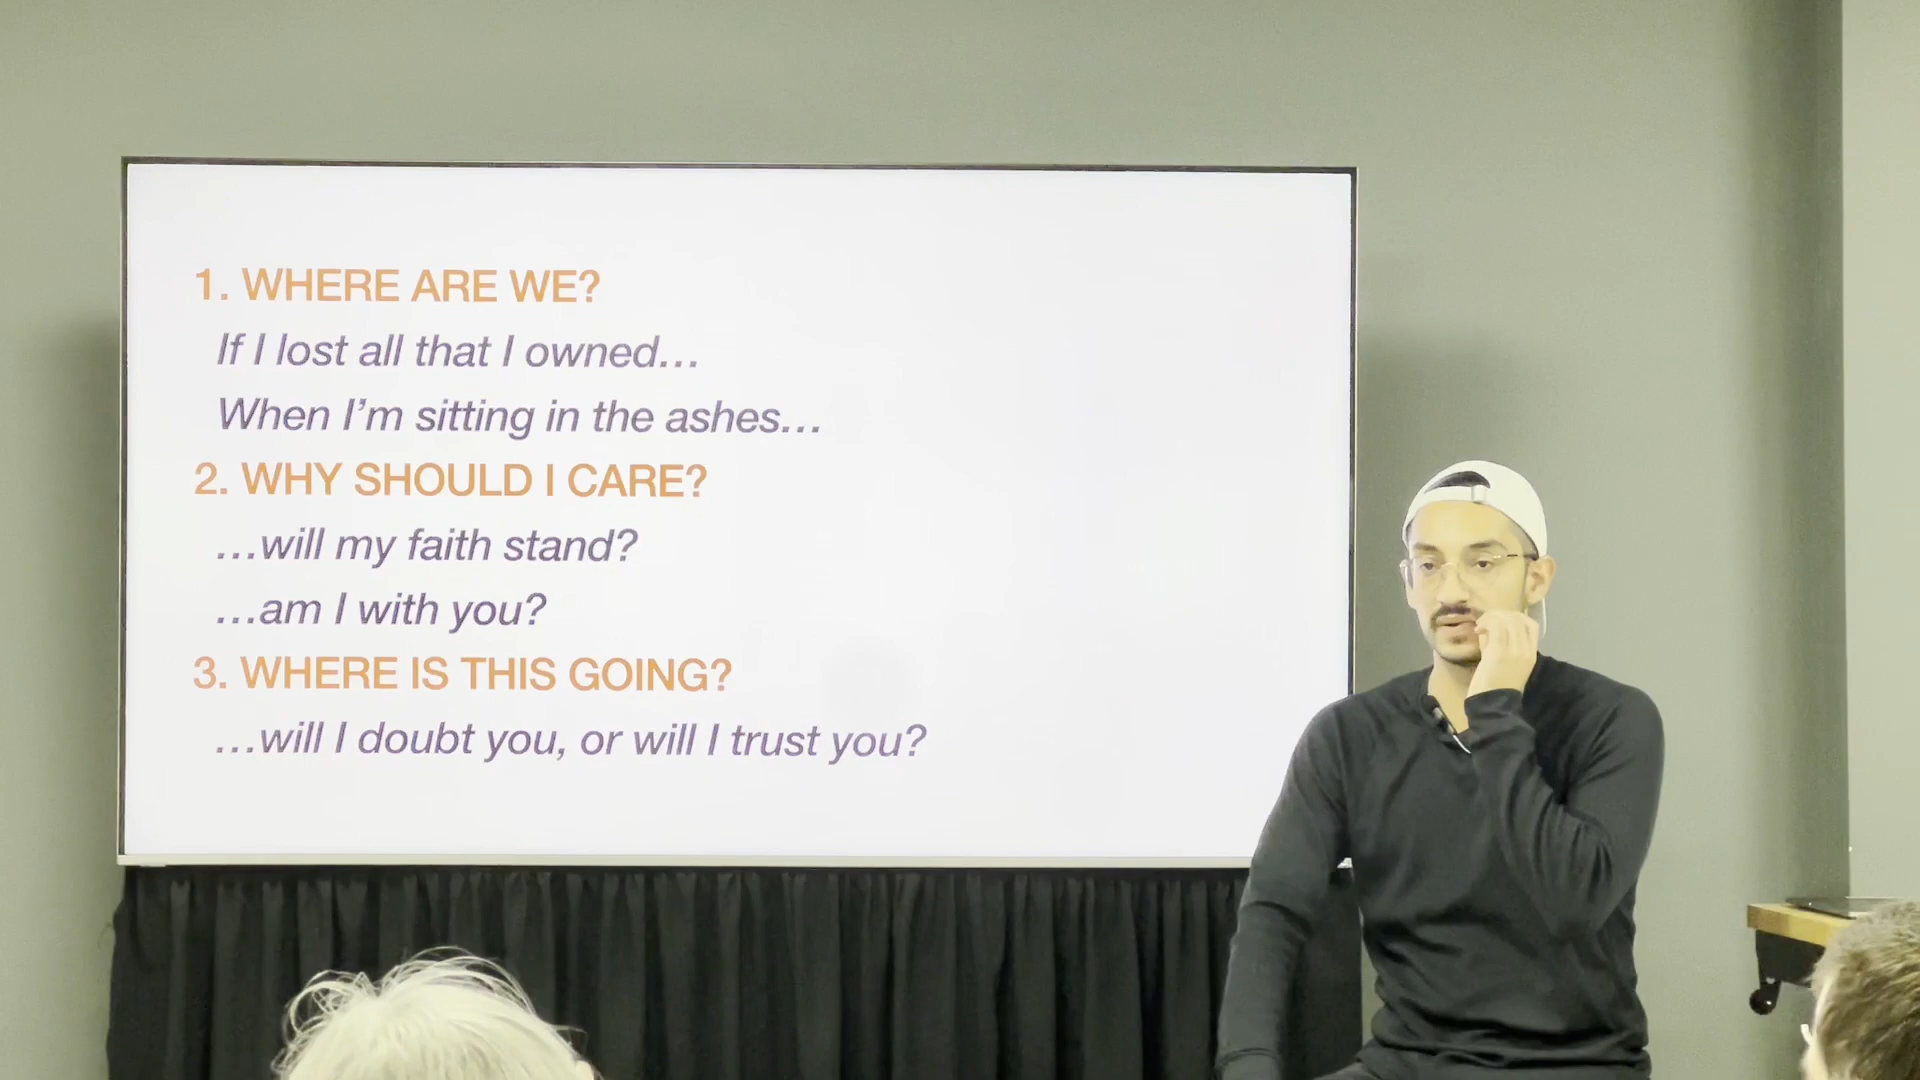 1. WHERE ARE WE?
If I lost all that I owned…
When I’m sitting in the ashes…
2. WHY SHOULD I CARE?
…will my faith stand?
…am I with you?
3. WHERE IS THIS GOING?
…will I doubt you, or will I trust you?